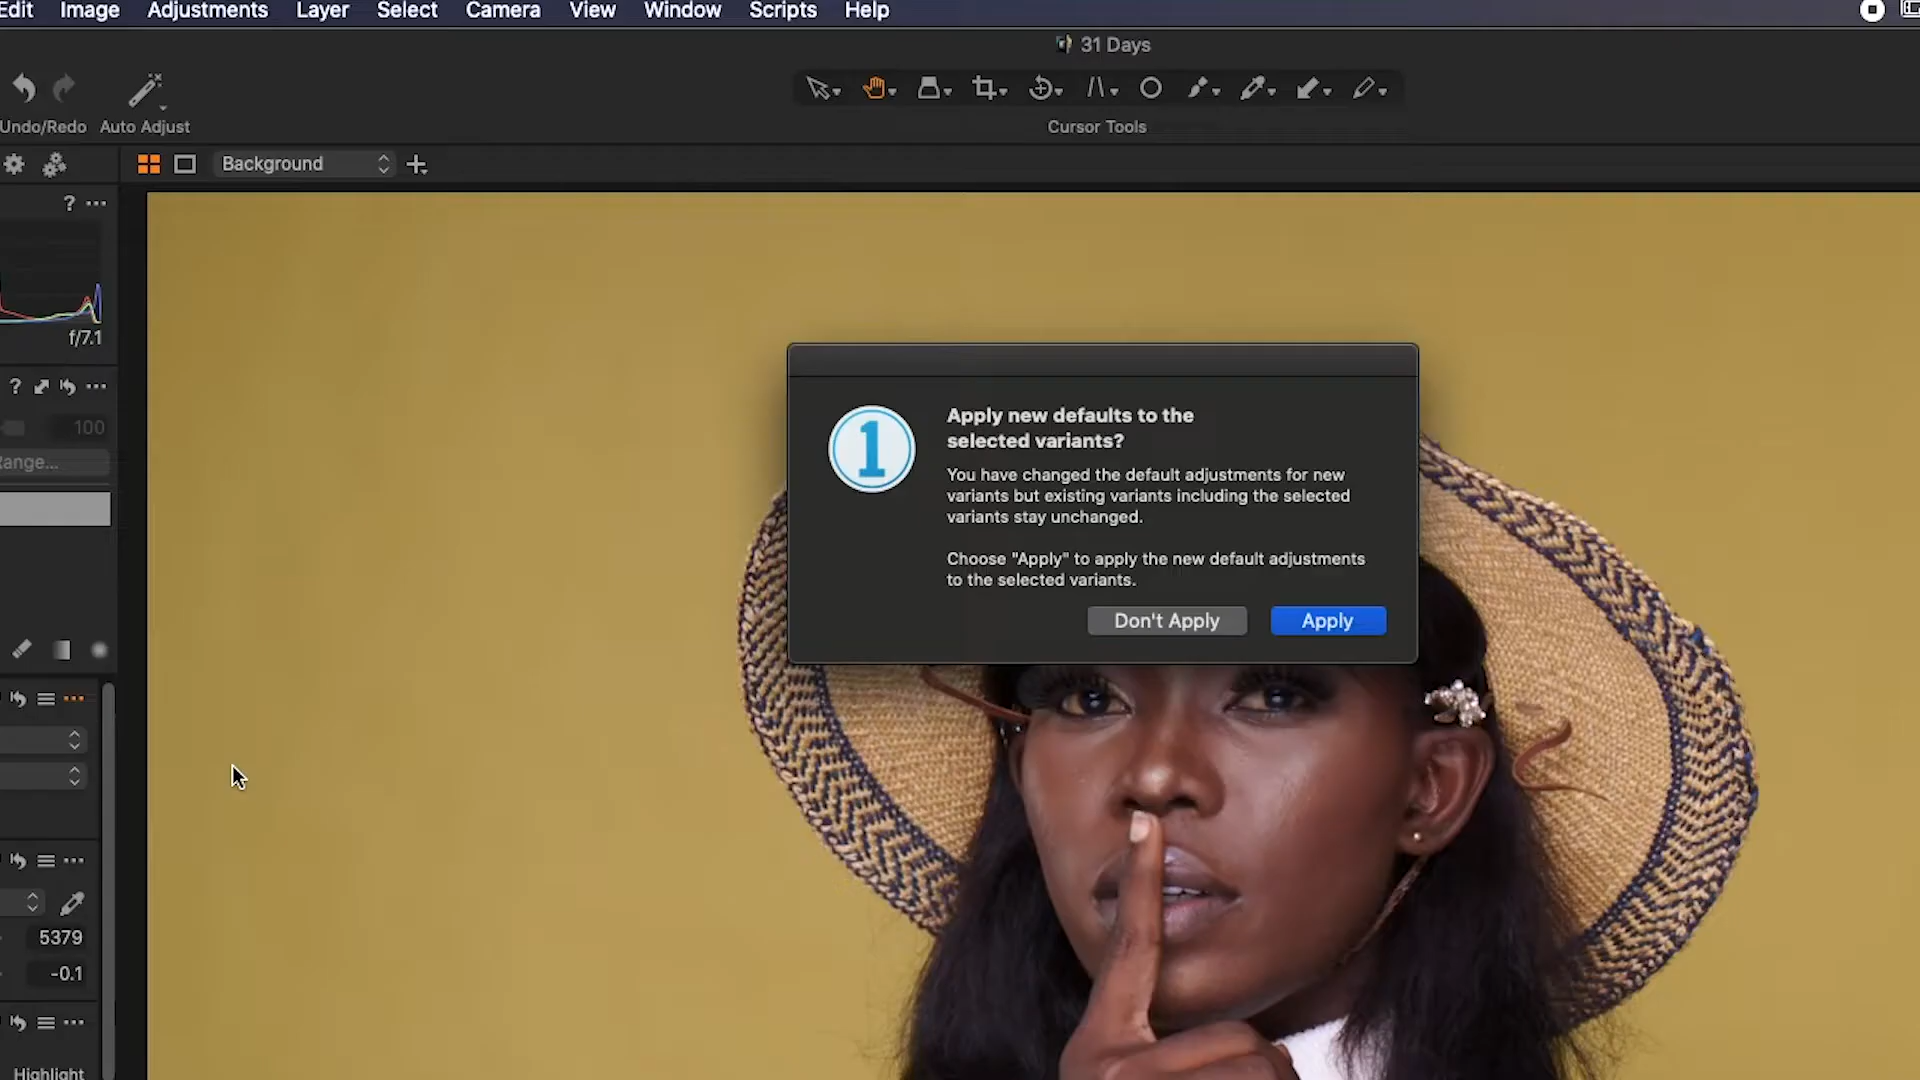 Edit Image Adjustments Layer Select Camera View Window Scripts Help
31 Days
Undo/Redo Auto Adjust
Cursor Tools
Background
?
f/7.1
?
100
Range...
1
Apply new defaults to the
selected variants?
You have changed the default adjustments for new
variants but existing variants including the selected
variants stay unchanged.
Choose "Apply" to apply the new default adjustments
to the selected variants.
Don't Apply Apply
5379
-0.1
Highlight